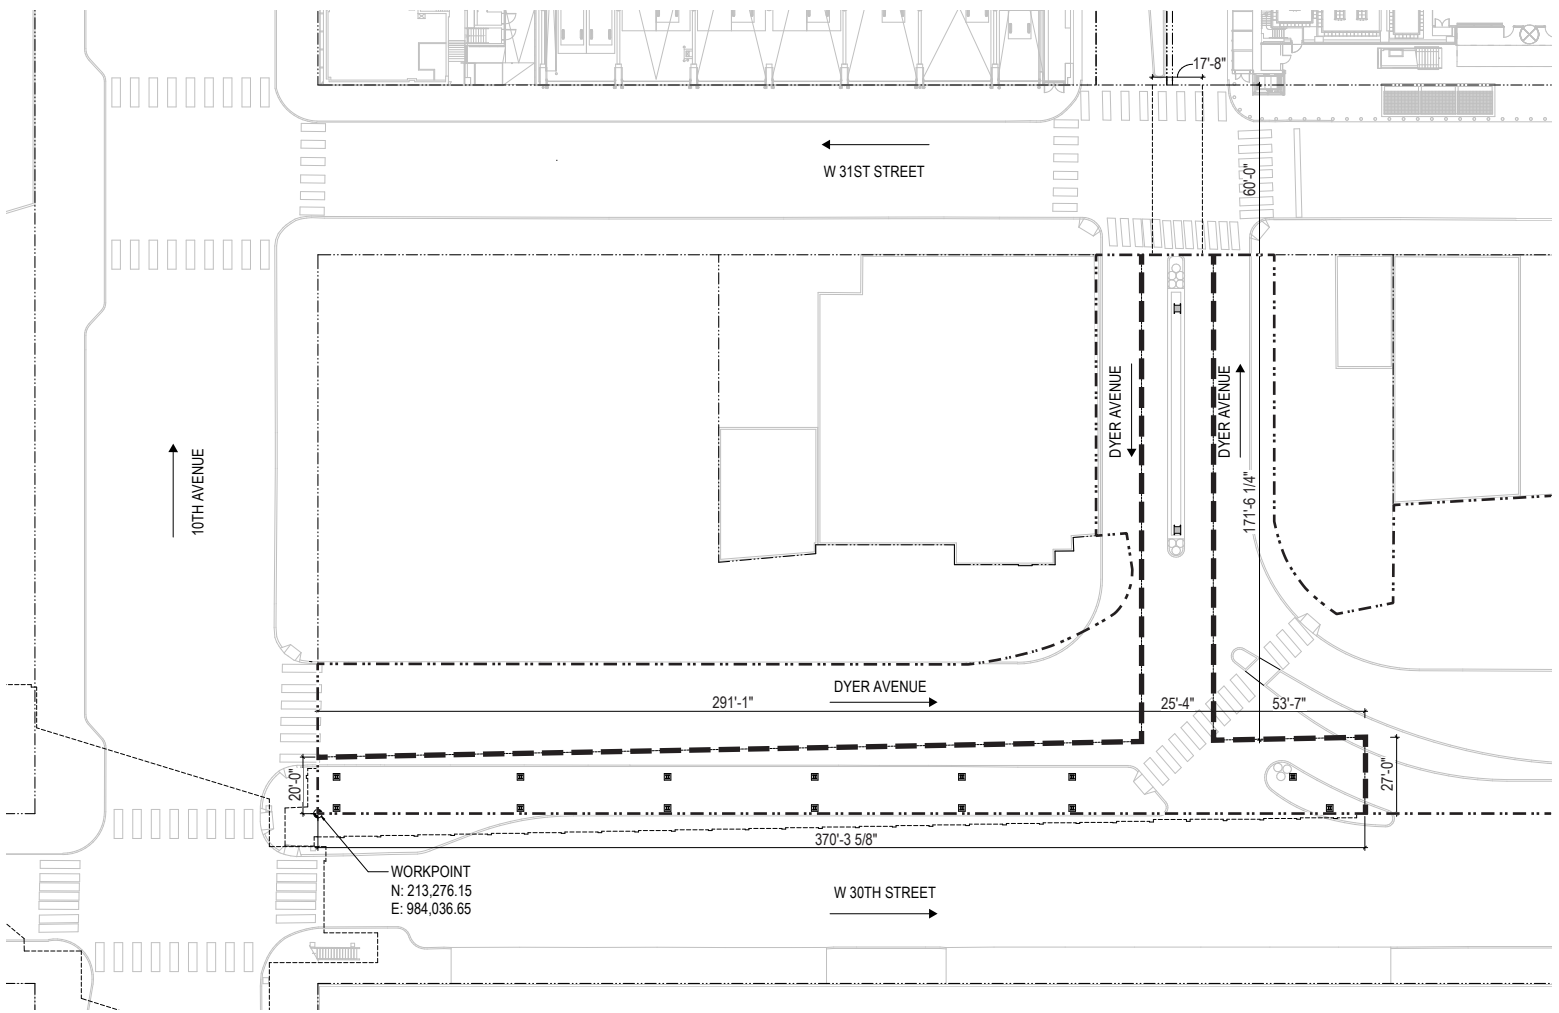 17'-8"
W 31ST STREET
60'-0"
DYER AVENUE
DYER AVENUE
10TH AVENUE
171'-6 1/4"
DYER AVENUE
291'-1"
25'-4"
53'-7"
20'-0"
27'-0"
370'-3 5/8"
WORKPOINT
N: 213,276.15
E: 984,036.65
W 30TH STREET